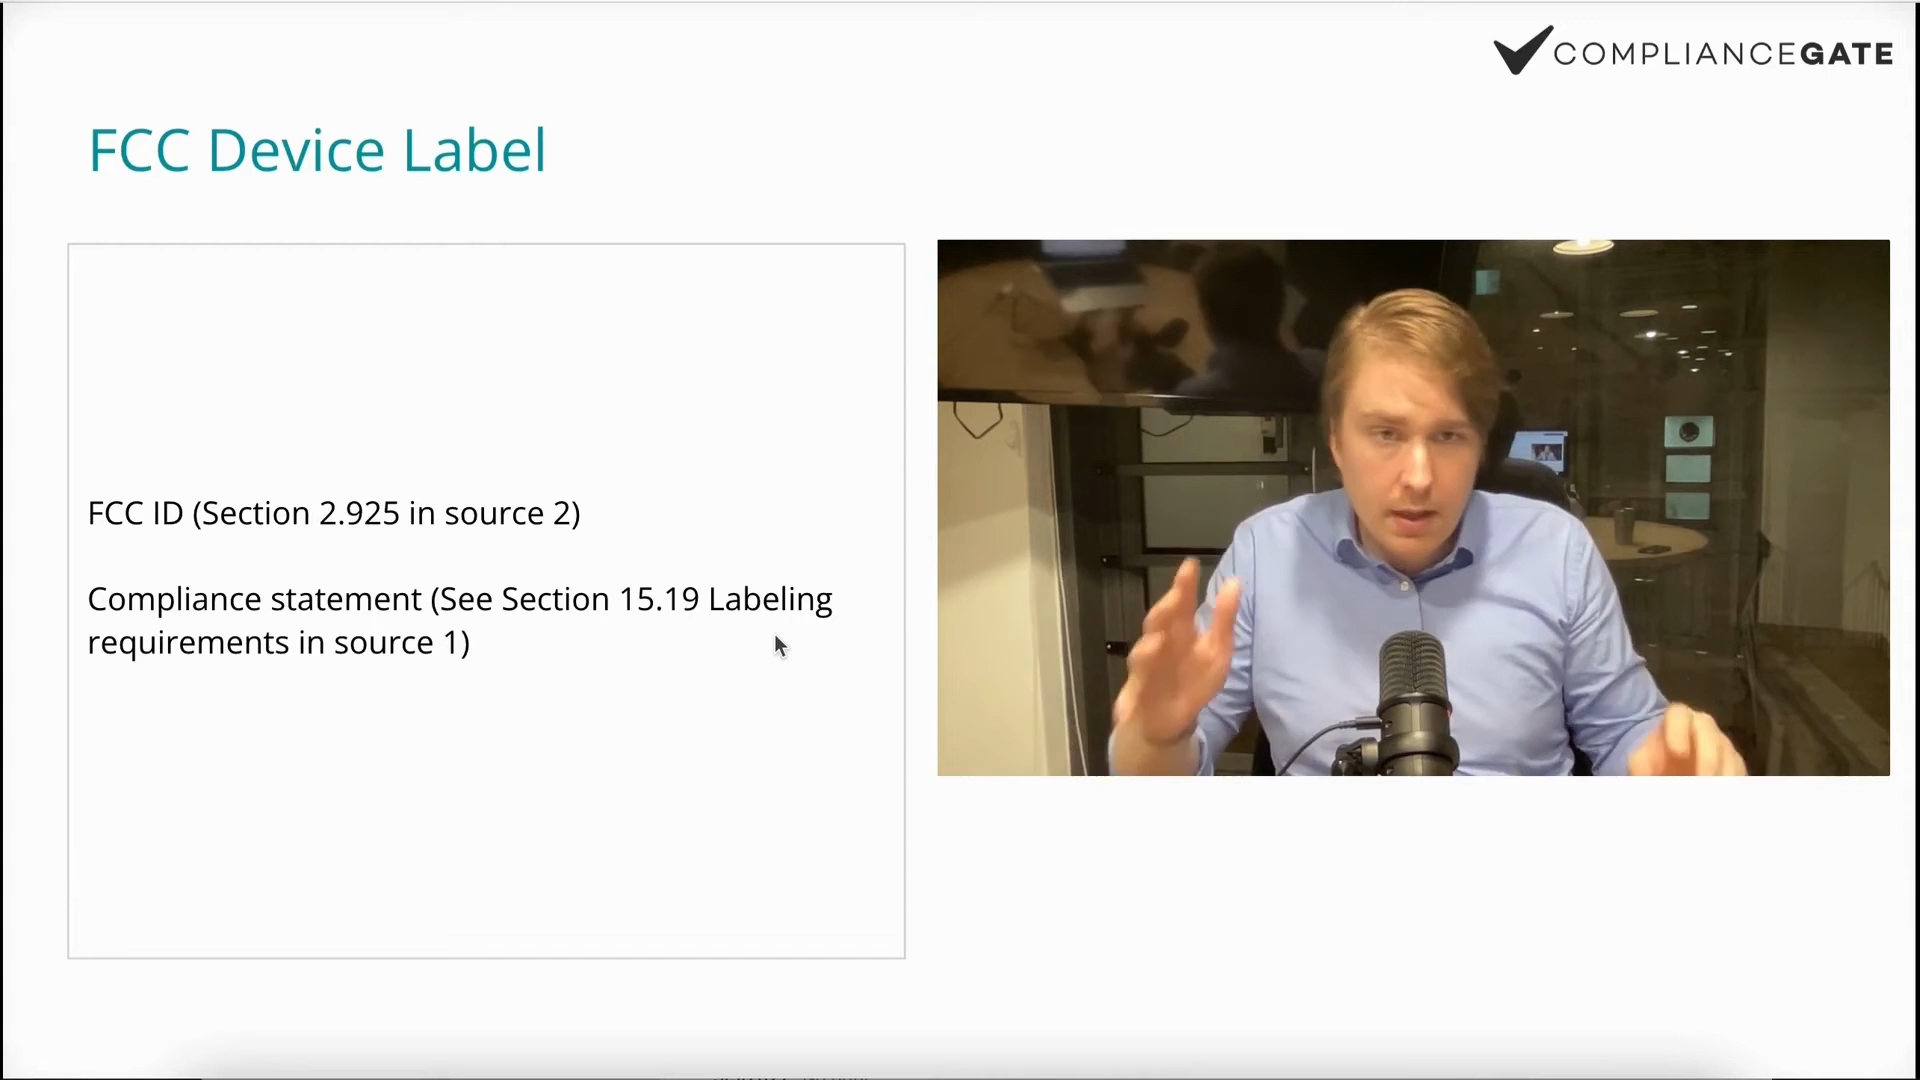 COMPLIANCEGATE
FCC Device Label
FCC ID (Section 2.925 in source 2)
Compliance statement (See Section 15.19 Labeling
requirements in source 1)